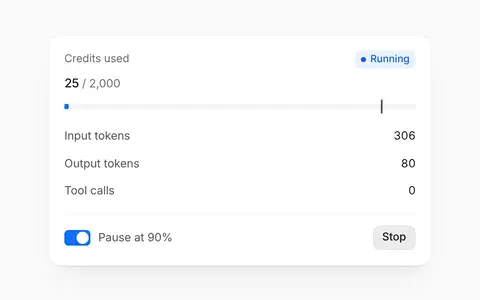 Credits used
Running
25 / 2,000
Input tokens 306
Output tokens 80
Tool calls 0
Pause at 90%
Stop